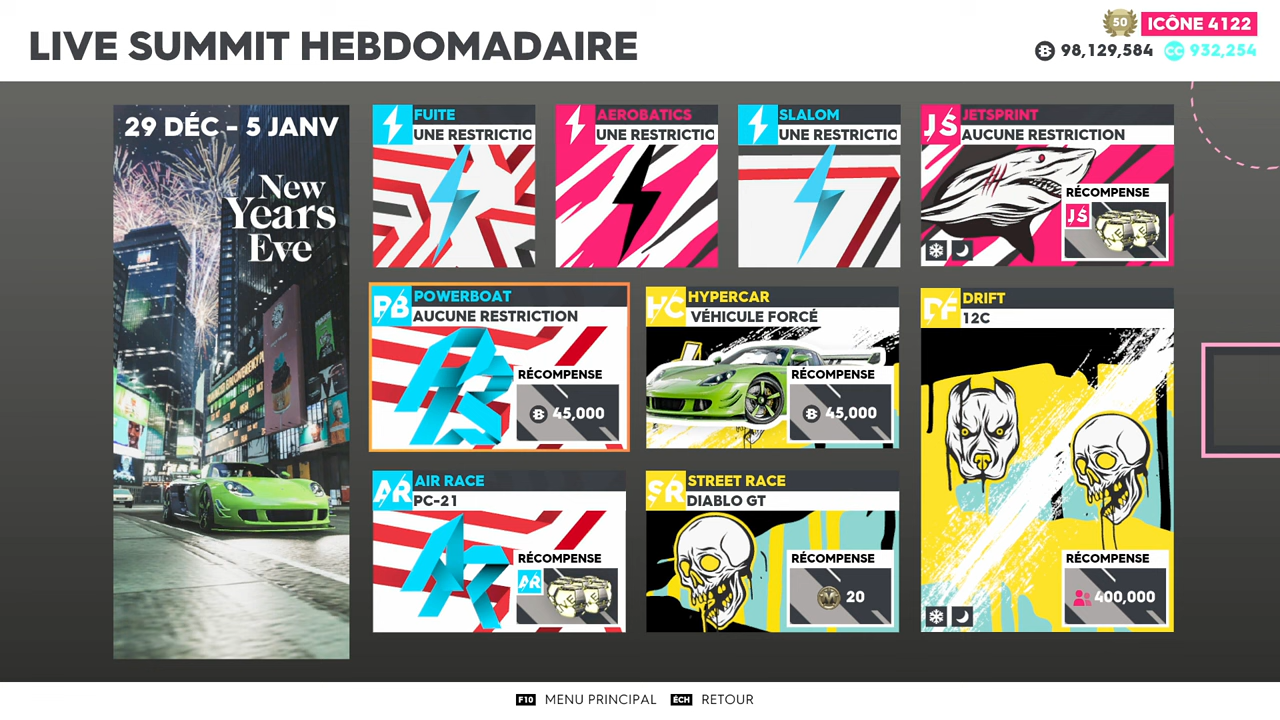 LIVE SUMMIT HEBDOMADAIRE
50
ICÔNE 4122
98,129,584
CC 932,254
29 DÉC - 5 JANV
New
Years
Eve
FUITE
UNE RESTRICTIO
AEROBATICS
UNE RESTRICTIO
SLALOM
UNE RESTRICTIO
JS
JETSPRINT
AUCUNE RESTRICTION
RÉCOMPENSE
JS
PB
POWERBOAT
AUCUNE RESTRICTION
RÉCOMPENSE
45,000
HC
HYPERCAR
VÉHICULE FORCÉ
RÉCOMPENSE
45,000
DF
DRIFT
12C
RÉCOMPENSE
400,000
AR
AIR RACE
PC-21
RÉCOMPENSE
AR
SR
STREET RACE
DIABLO GT
RÉCOMPENSE
20
F10 MENU PRINCIPAL ÉCH RETOUR